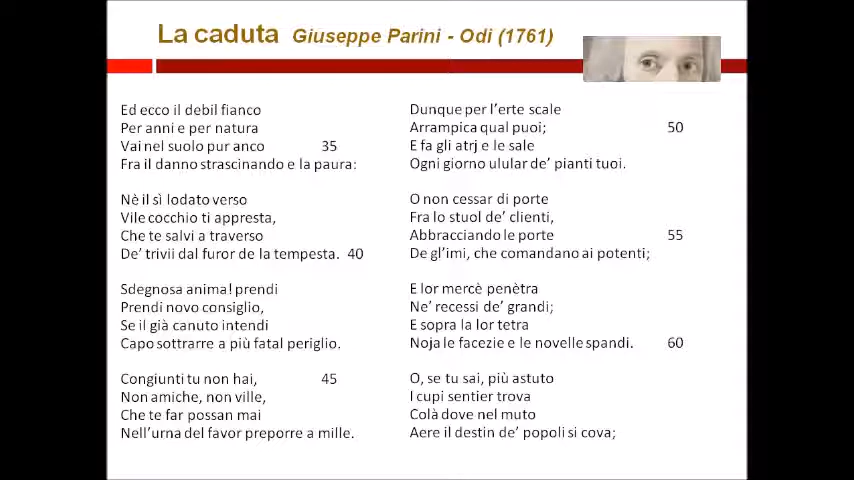 La caduta Giuseppe Parini - Odi (1761)
Ed ecco il debil fianco
Per anni e per natura
Vai nel suolo pur anco 35
Fra il danno strascinando e la paura:
Nè il sì lodato verso
Vile cocchio ti appresta,
Che te salvi a traverso
De' trivii dal furor de la tempesta. 40
Sdegnosa anima! prendi
Prendi novo consiglio,
Se il già canuto intendi
Capo sottrarre a più fatal periglio.
Congiunti tu non hai, 45
Non amiche, non ville,
Che te far possan mai
Nell'urna del favor preporre a mille.
Dunque per l'erte scale
Arrampica qual puoi; 50
E fa gli atrj e le sale
Ogni giorno ulular de' pianti tuoi.
O non cessar di porte
Fra lo stuol de' clienti,
Abbracciando le porte 55
De gl'imi, che comandano ai potenti;
E lor mercè penètra
Ne' recessi de' grandi;
E sopra la lor tetra
Noja le facezie e le novelle spandi. 60
O, se tu sai, più astuto
I cupi sentier trova
Colà dove nel muto
Aere il destin de' popoli si cova;